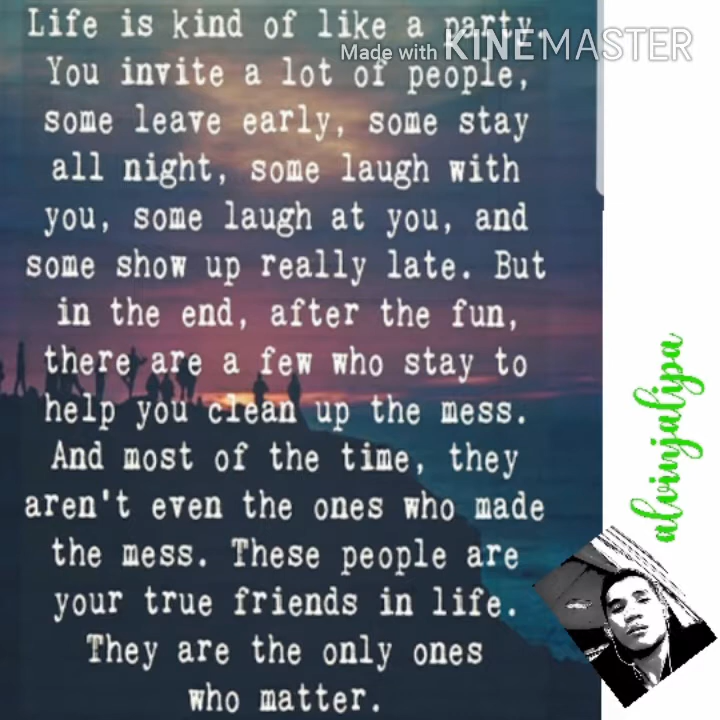 Life is kind of like a party.
Made with KINEMASTER
You invite a lot of people,
some leave early, some stay
all night, some laugh with
you, some laugh at you, and
some show up really late. But
in the end, after the fun,
there are a few who stay to
help you clean up the mess.
And most of the time, they
aren't even the ones who made
the mess. These people are
your true friends in life.
They are the only ones
who matter.
alvinjalipa